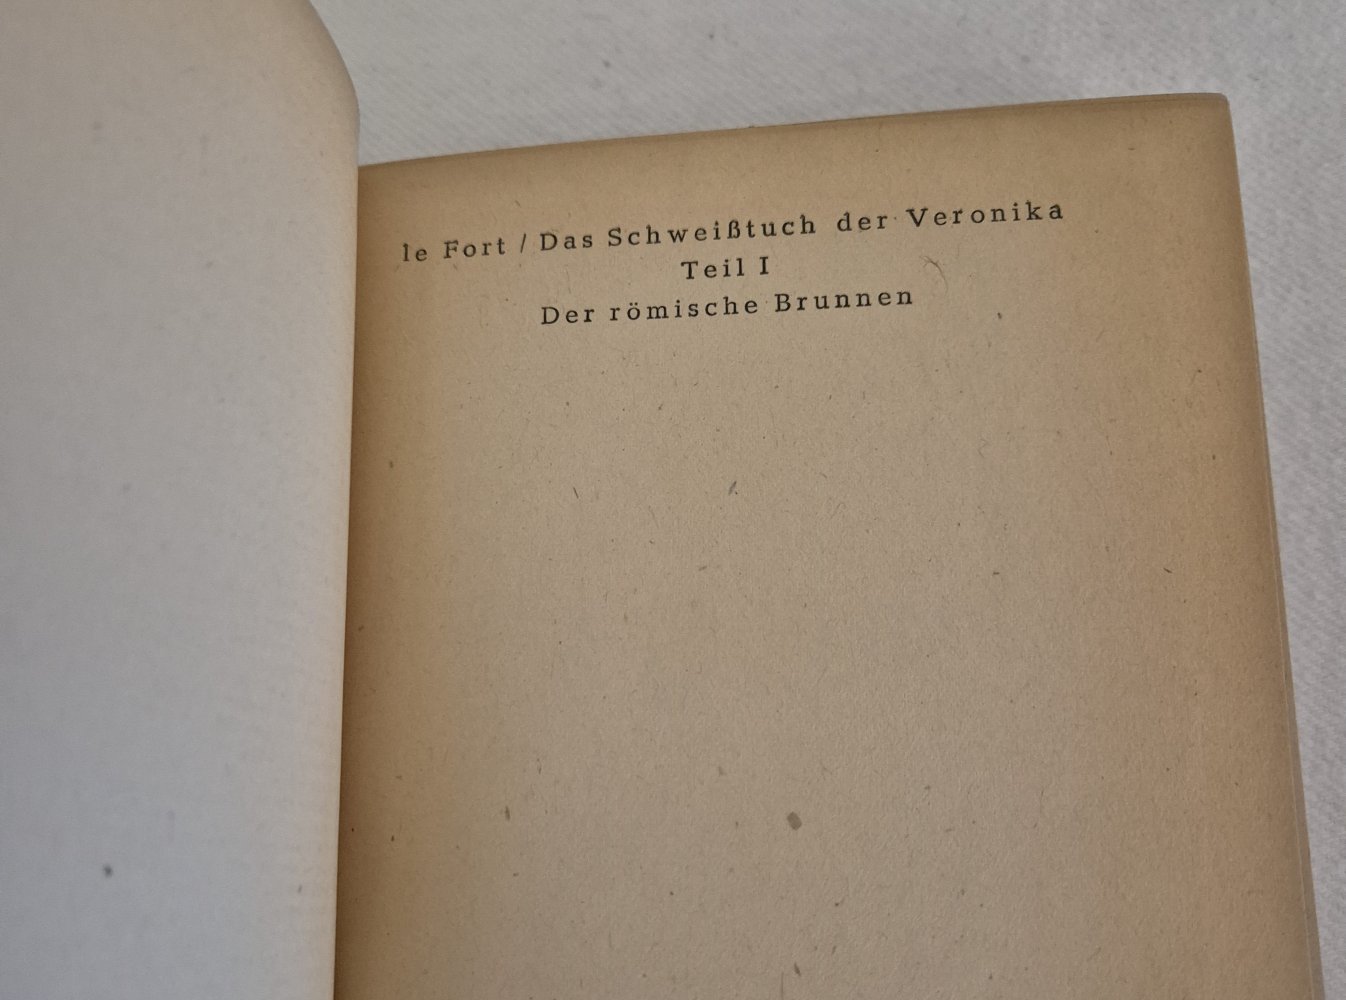 le Fort / Das Schweißtuch der Veronika
Teil I
Der römische Brunnen